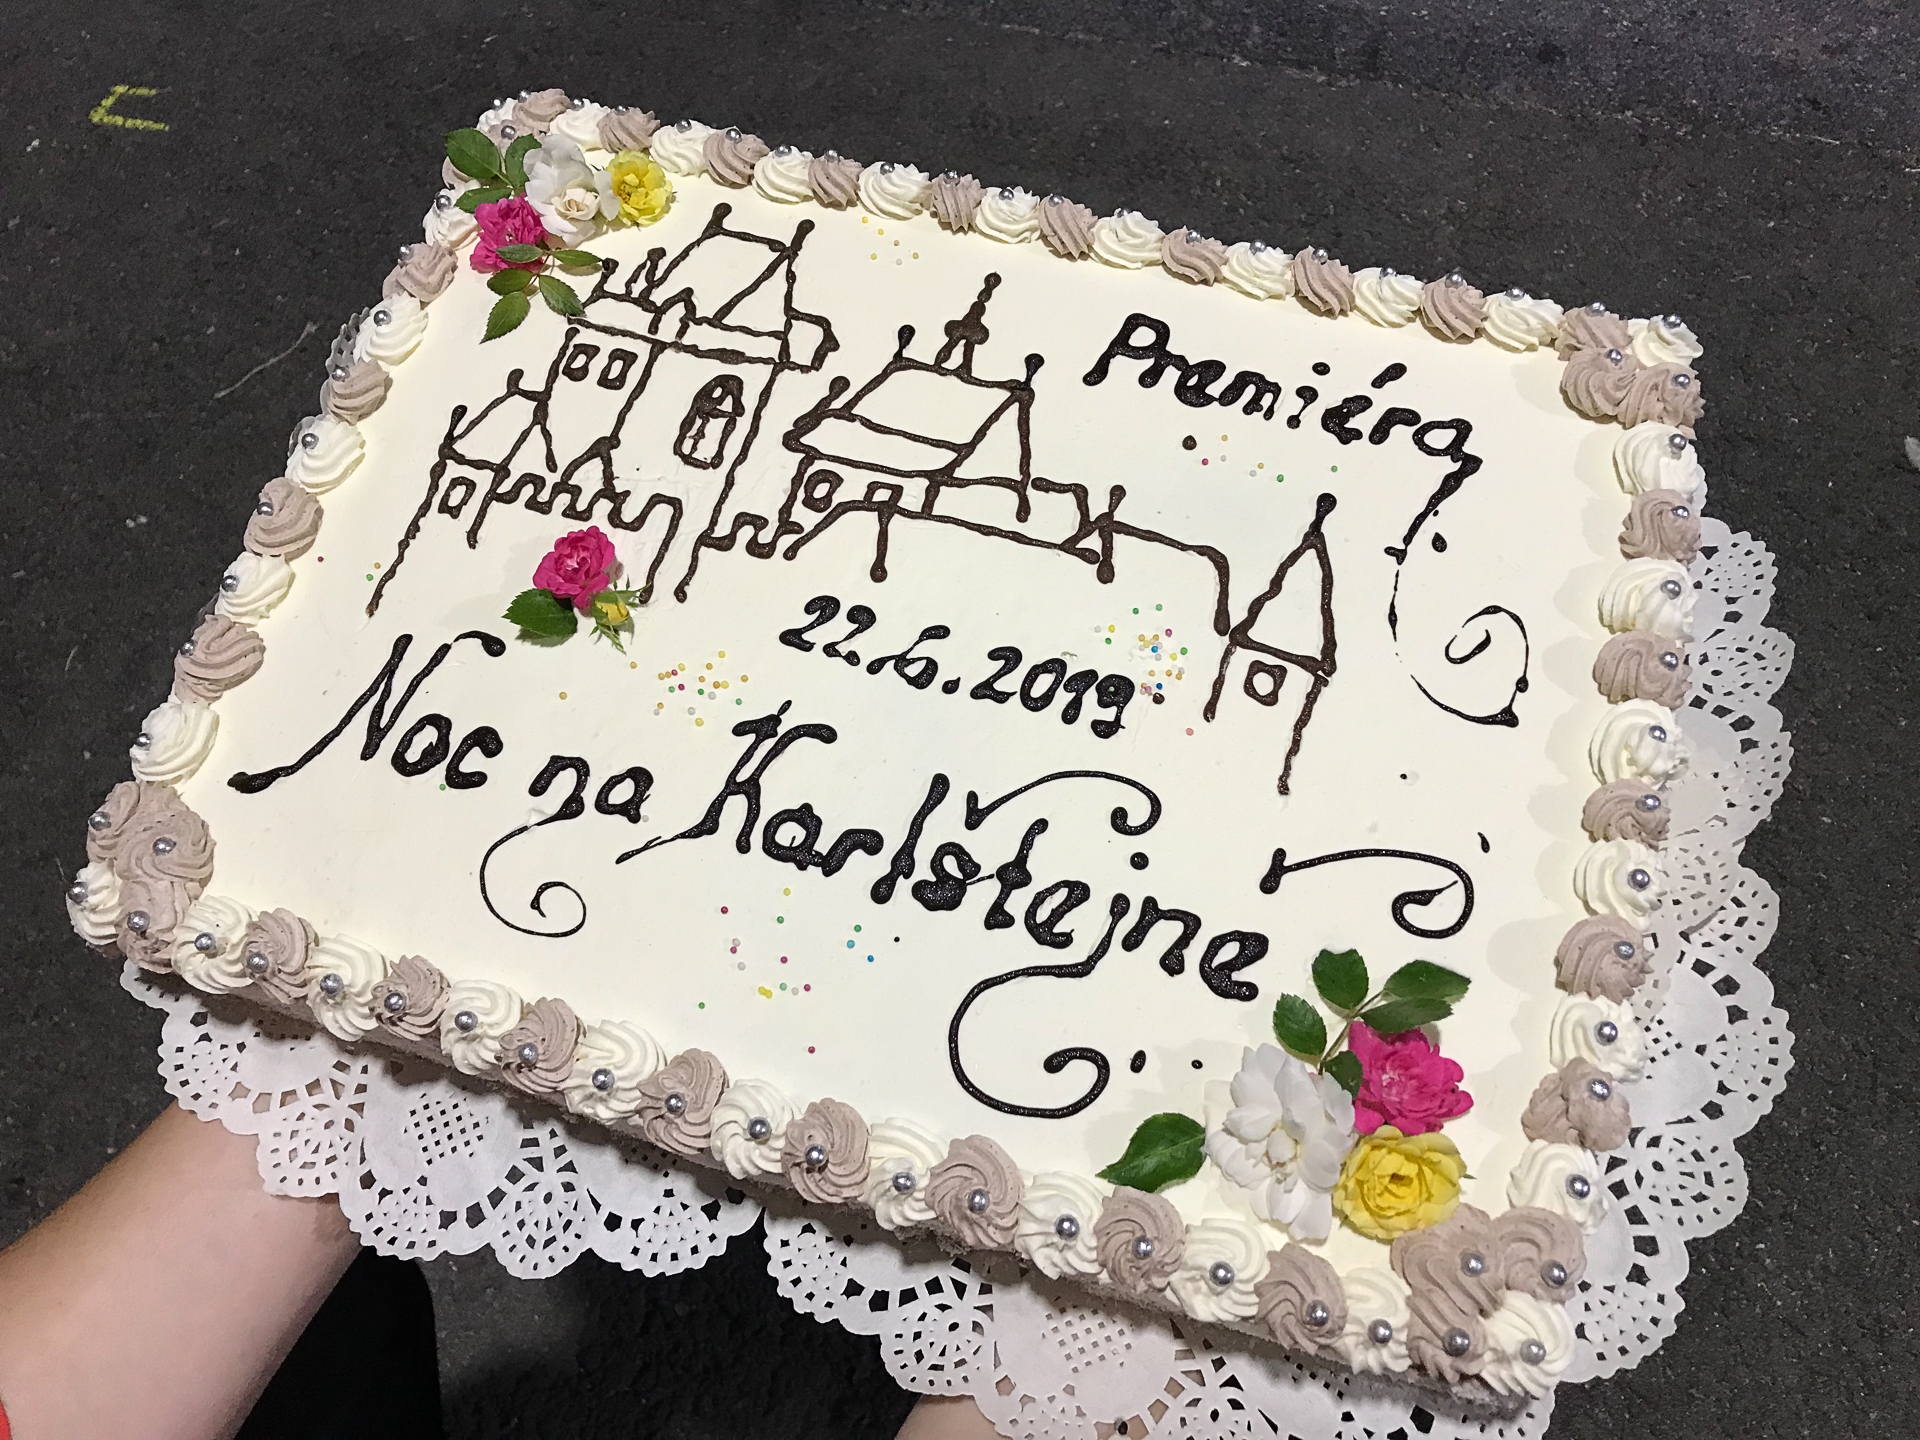 Premiéra
22.6.2019
Noc na Karlštejne